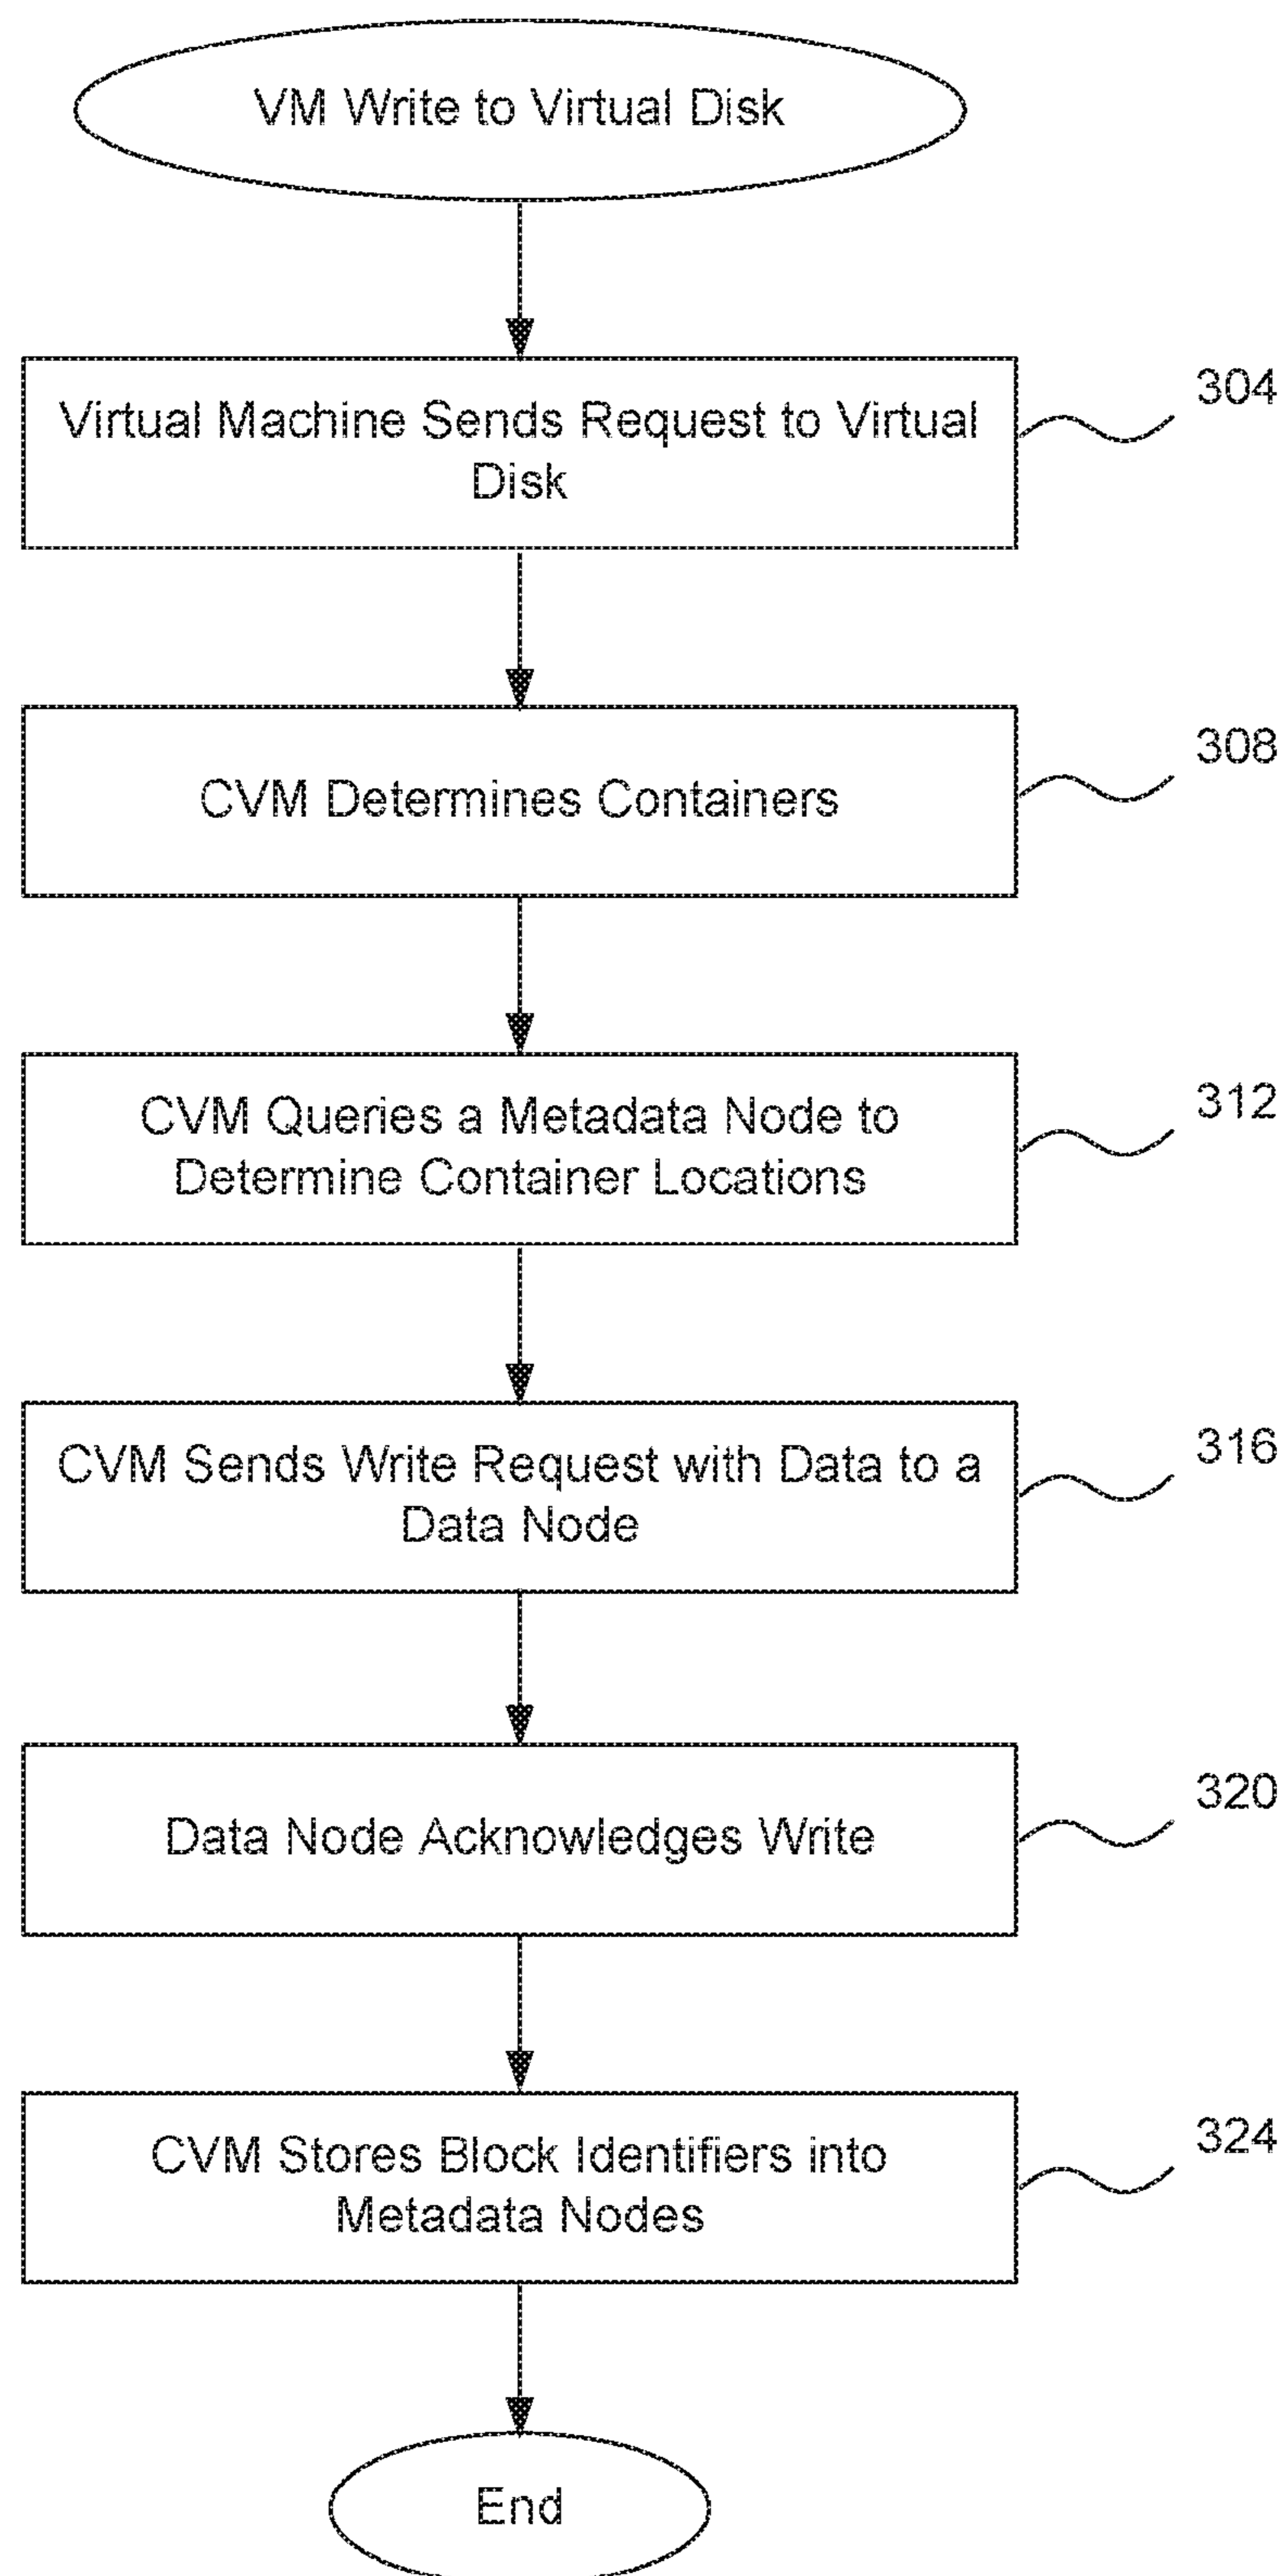 VM Write to Virtual Disk
304
Virtual Machine Sends Request to Virtual
Disk
308
CVM Determines Containers
312
CVM Queries a Metadata Node to
Determine Container Locations
316
CVM Sends Write Request with Data to a
Data Node
320
Data Node Acknowledges Write
324
CVM Stores Block Identifiers into
Metadata Nodes
End